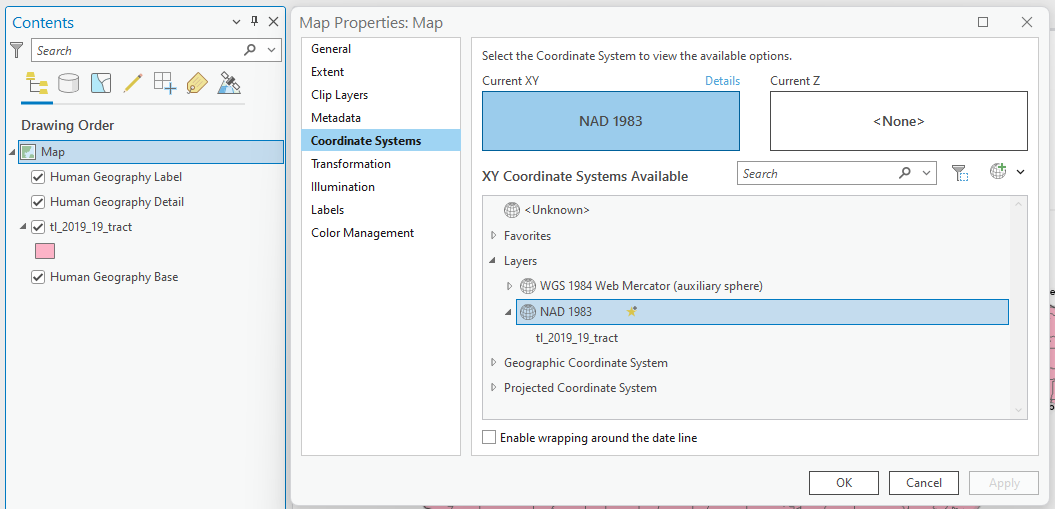 Contents
Search
Drawing Order
Map
Human Geography Label
Human Geography Detail
tl_2019_19_tract
Human Geography Base
Map Properties: Map
General
Extent
Clip Layers
Metadata
Coordinate Systems
Transformation
Illumination
Labels
Color Management
Select the Coordinate System to view the available options.
Current XY Details
NAD 1983
Current Z
<None>
XY Coordinate Systems Available
Search
<Unknown>
Favorites
Layers
WGS 1984 Web Mercator (auxiliary sphere)
NAD 1983
tl_2019_19_tract
Geographic Coordinate System
Projected Coordinate System
Enable wrapping around the date line
OK Cancel Apply